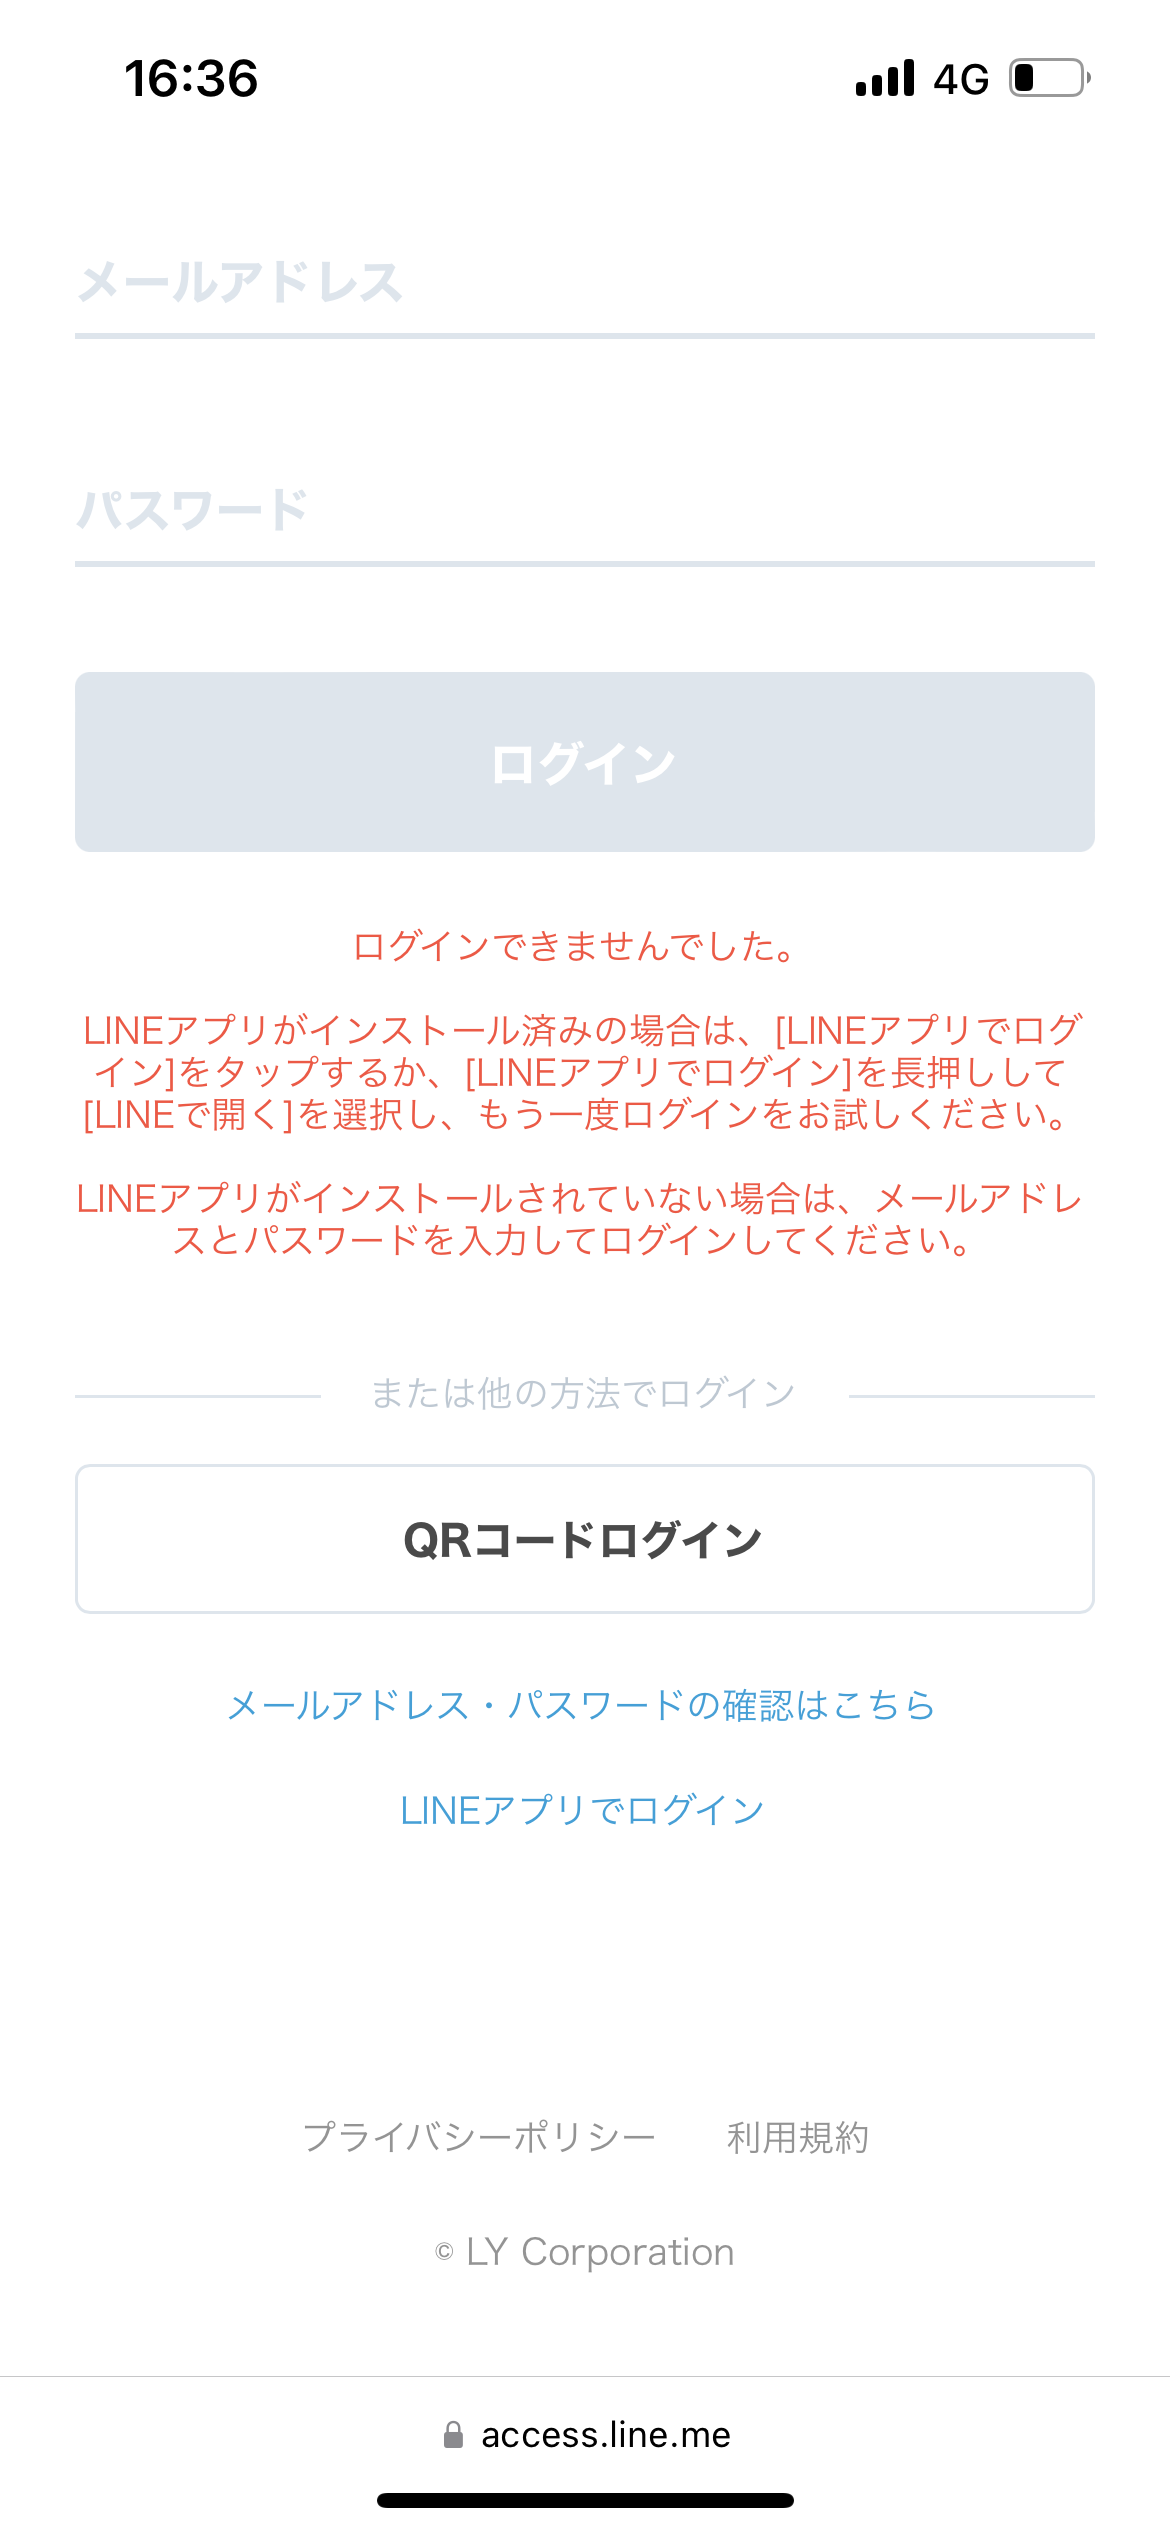 16:36
4G
メールアドレス
パスワード
ログイン
ログインできませんでした。
LINEアプリがインストール済みの場合は、[LINEアプリでログ
イン]をタップするか、[LINEアプリでログイン]を長押しして
[LINEで開く]を選択し、もう一度ログインをお試しください。
LINEアプリがインストールされていない場合は、メールアドレ
スとパスワードを入力してログインしてください。
または他の方法でログイン
QRコードログイン
メールアドレス・パスワードの確認はこちら
LINEアプリでログイン
プライバシーポリシー 利用規約
© LY Corporation
access.line.me